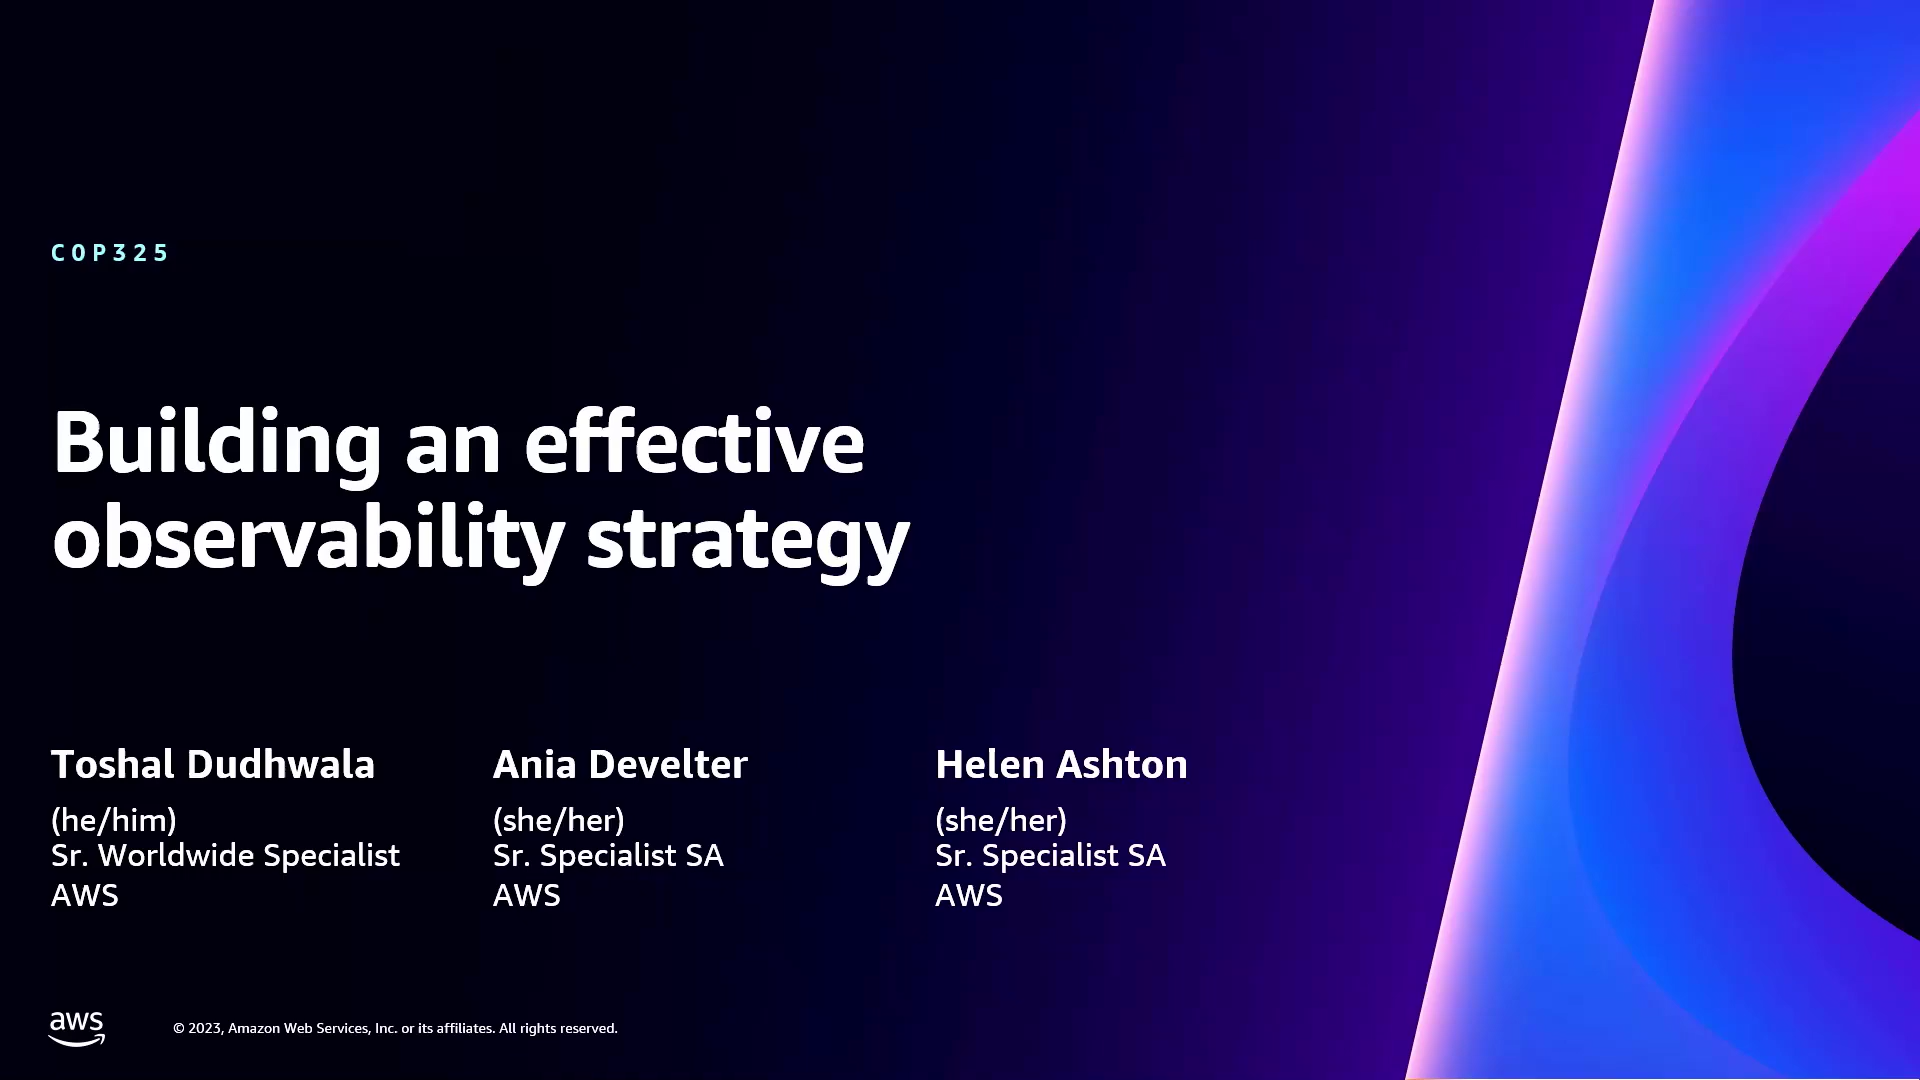 COP325
Building an effective
observability strategy
Toshal Dudhwala
(he/him)
Sr. Worldwide Specialist
AWS
Ania Develter
(she/her)
Sr. Specialist SA
AWS
Helen Ashton
(she/her)
Sr. Specialist SA
AWS
aws
© 2023, Amazon Web Services, Inc. or its affiliates. All rights reserved.